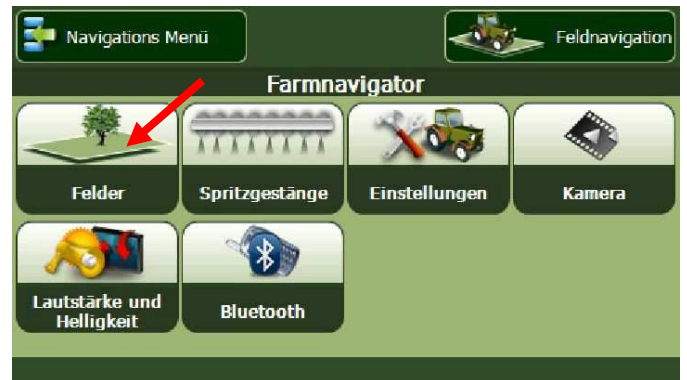 Navigations Menü
Feldnavigation
Farmnavigator
Felder
Spritzgestänge
Einstellungen
Kamera
Lautstärke und
Helligkeit
Bluetooth